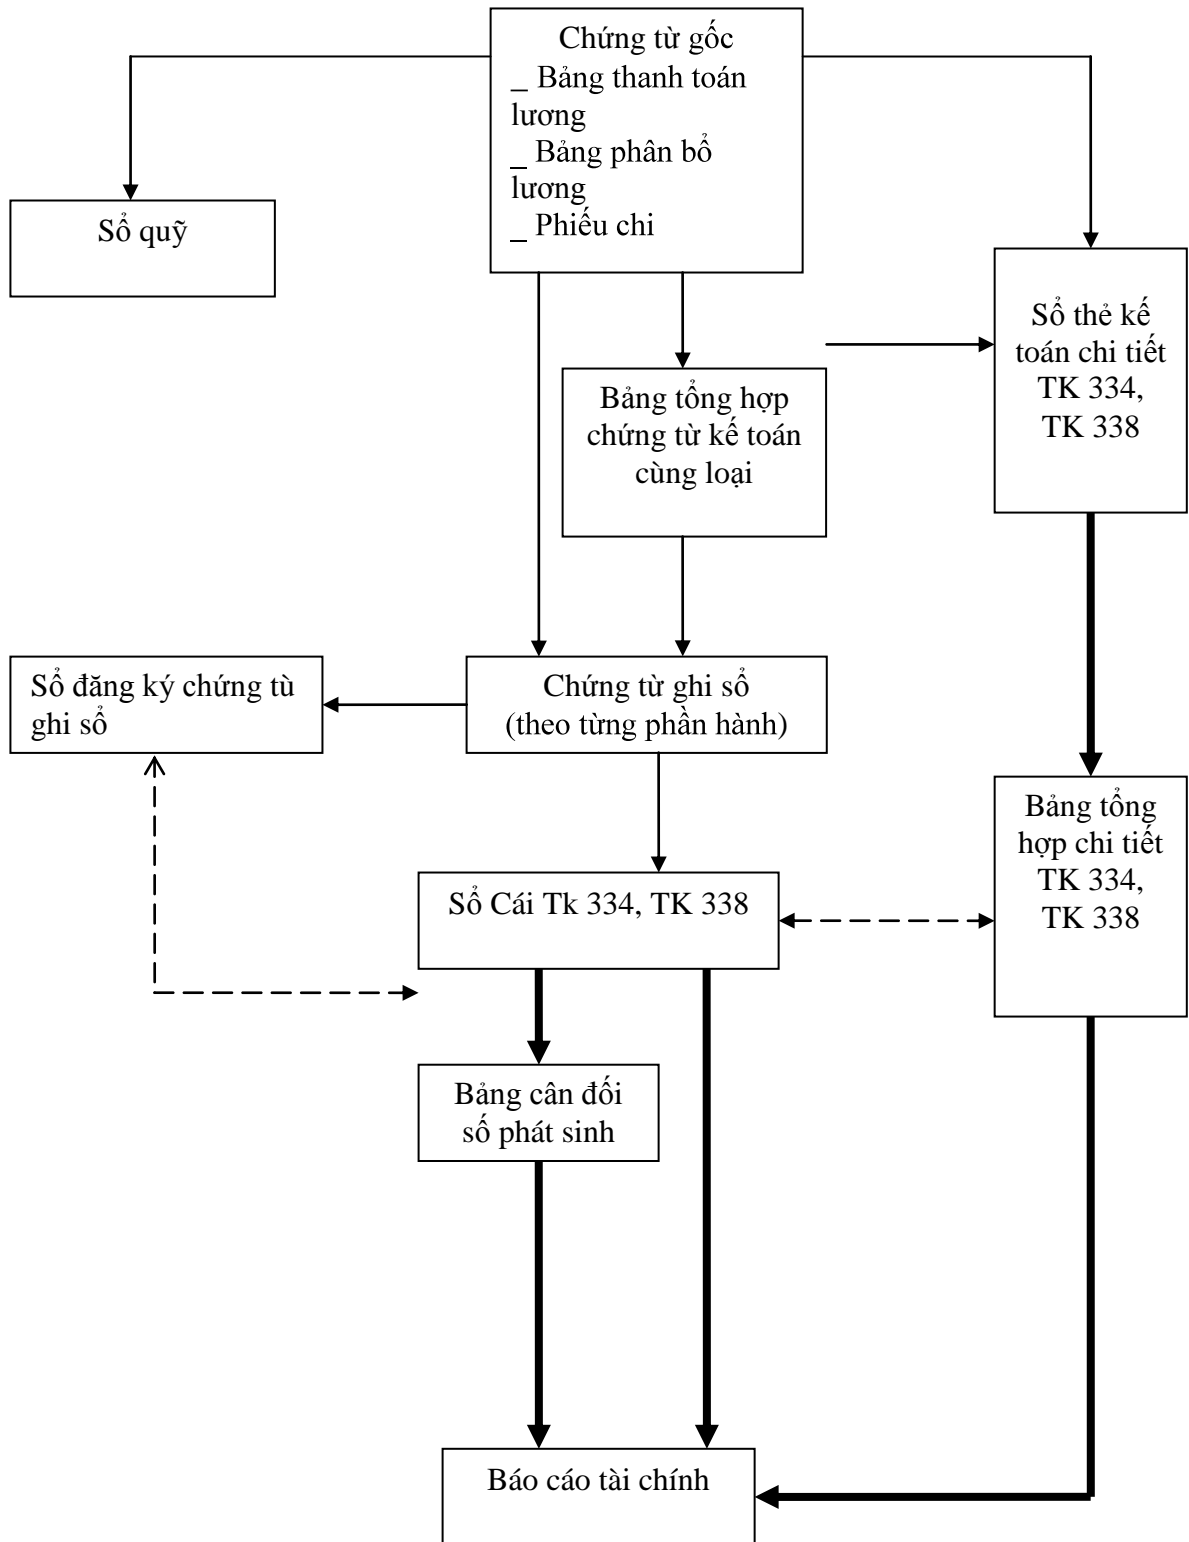 Chứng từ gốc
_ Bảng thanh toán
lương
_ Bảng phân bổ
lương
_ Phiếu chi
Sổ quỹ
Sổ thẻ kế
toán chi tiết
TK 334,
TK 338
Bảng tổng hợp
chứng từ kế toán
cùng loại
Sổ đăng ký chứng tù
ghi sổ
Chứng từ ghi sổ
(theo từng phần hành)
Bảng tổng
hợp chi tiết
TK 334,
TK 338
Sổ Cái Tk 334, TK 338
Bảng cân đối
số phát sinh
Báo cáo tài chính